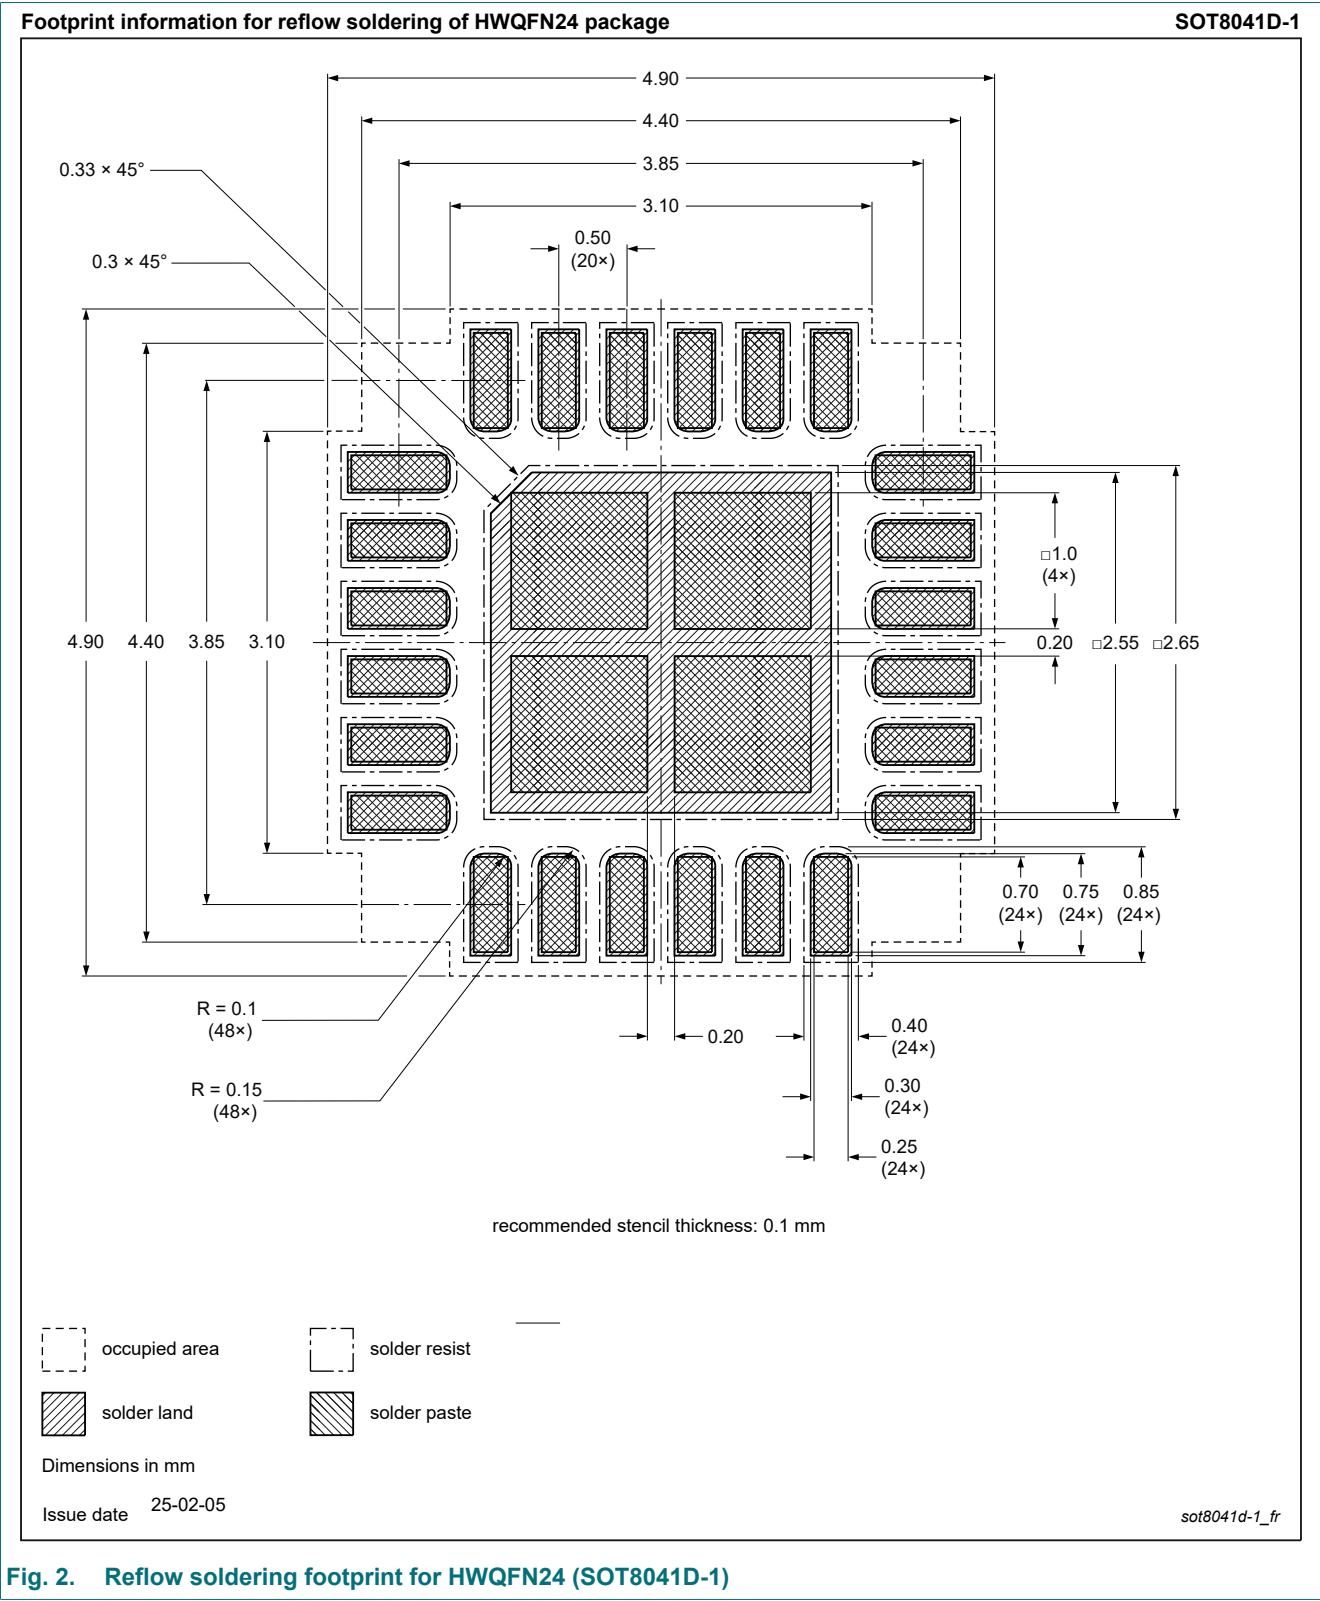 Footprint information for reflow soldering of HWQFN24 package
SOT8041D-1
4.90
4.40
3.85
3.10
0.33 × 45°
0.50
(20×)
0.3 × 45°
□1.0
(4×)
4.90
4.40
3.85
3.10
0.20
□2.55
□2.65
0.70
(24×)
0.75
(24×)
0.85
(24×)
R = 0.1
(48×)
0.20
0.40
(24×)
R = 0.15
(48×)
0.30
(24×)
0.25
(24×)
recommended stencil thickness: 0.1 mm
occupied area
solder resist
solder land
solder paste
Dimensions in mm
Issue date
25-02-05
sot8041d-1_fr
Fig. 2. Reflow soldering footprint for HWQFN24 (SOT8041D-1)